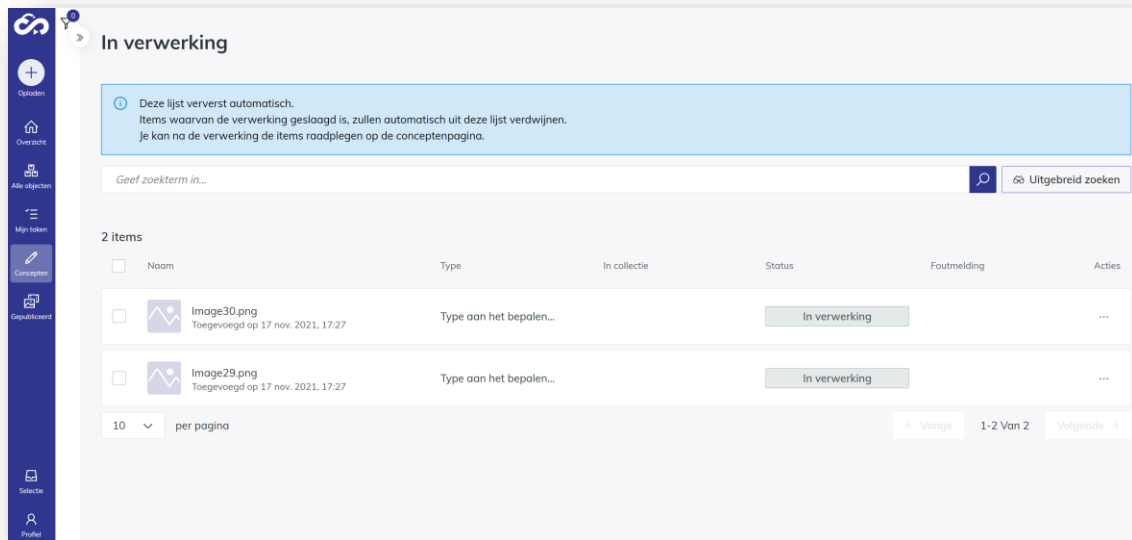 0
In verwerking
Opladen
Overzicht
Alle objecten
Mijn taken
Concepten
Gepubliceerd
Selectie
Profiel
Deze lijst ververst automatisch.
Items waarvan de verwerking geslaagd is, zullen automatisch uit deze lijst verdwijnen.
Je kan na de verwerking de items raadplegen op de conceptenpagina.
Geef zoekterm in...
Uitgebreid zoeken
2 items
Naam Type In collectie Status Foutmelding Acties
Image30.png
Toegevoegd op 17 nov. 2021, 17:27
Type aan het bepalen...
In verwerking
...
Image29.png
Toegevoegd op 17 nov. 2021, 17:27
Type aan het bepalen...
In verwerking
...
10 per pagina
← Vorige 1-2 Van 2 Volgende →